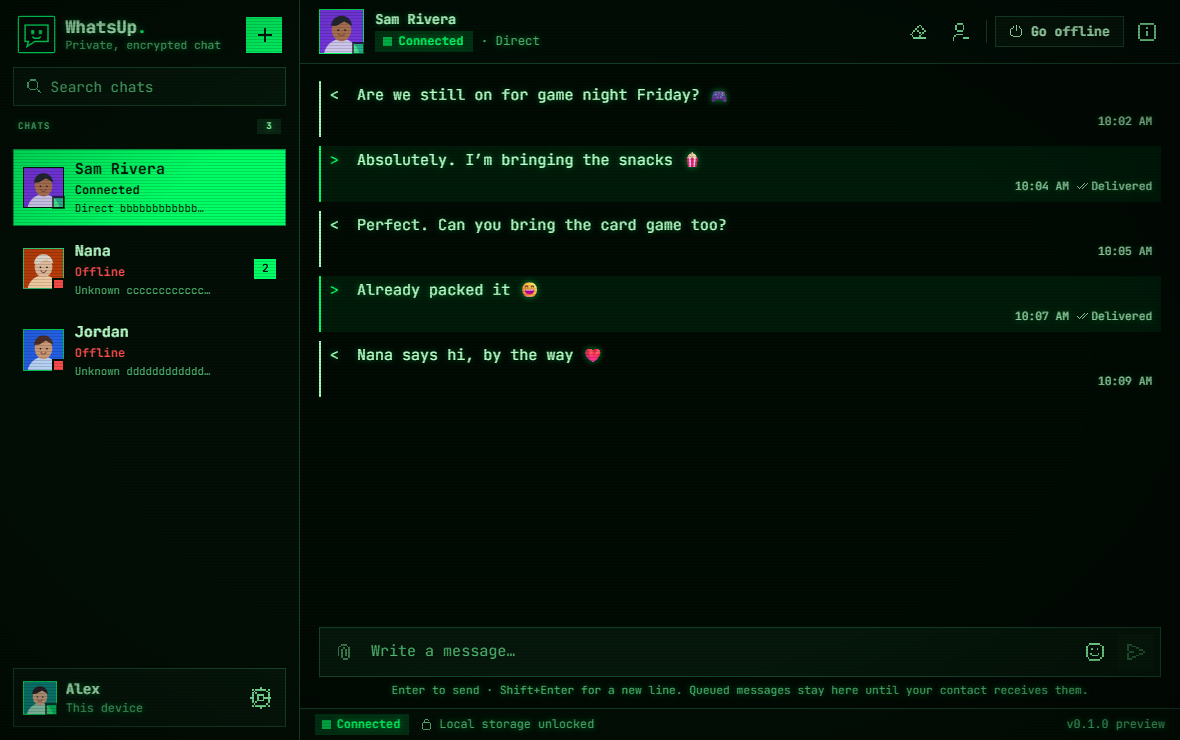 WhatsUp.
Private, encrypted chat
Search chats
CHATS
3
Sam Rivera
Connected
Direct bbbbbbbbbbbb…
Nana
Offline
Unknown cccccccccccc…
2
Jordan
Offline
Unknown dddddddddddd…
Alex
This device
Sam Rivera
Connected · Direct
Go offline
< Are we still on for game night Friday? 🎮
10:02 AM
> Absolutely. I’m bringing the snacks 🍿
10:04 AM Delivered
< Perfect. Can you bring the card game too?
10:05 AM
> Already packed it 😄
10:07 AM Delivered
< Nana says hi, by the way ❤️
10:09 AM
Write a message…
Enter to send · Shift+Enter for a new line. Queued messages stay here until your contact receives them.
Connected
Local storage unlocked
v0.1.0 preview